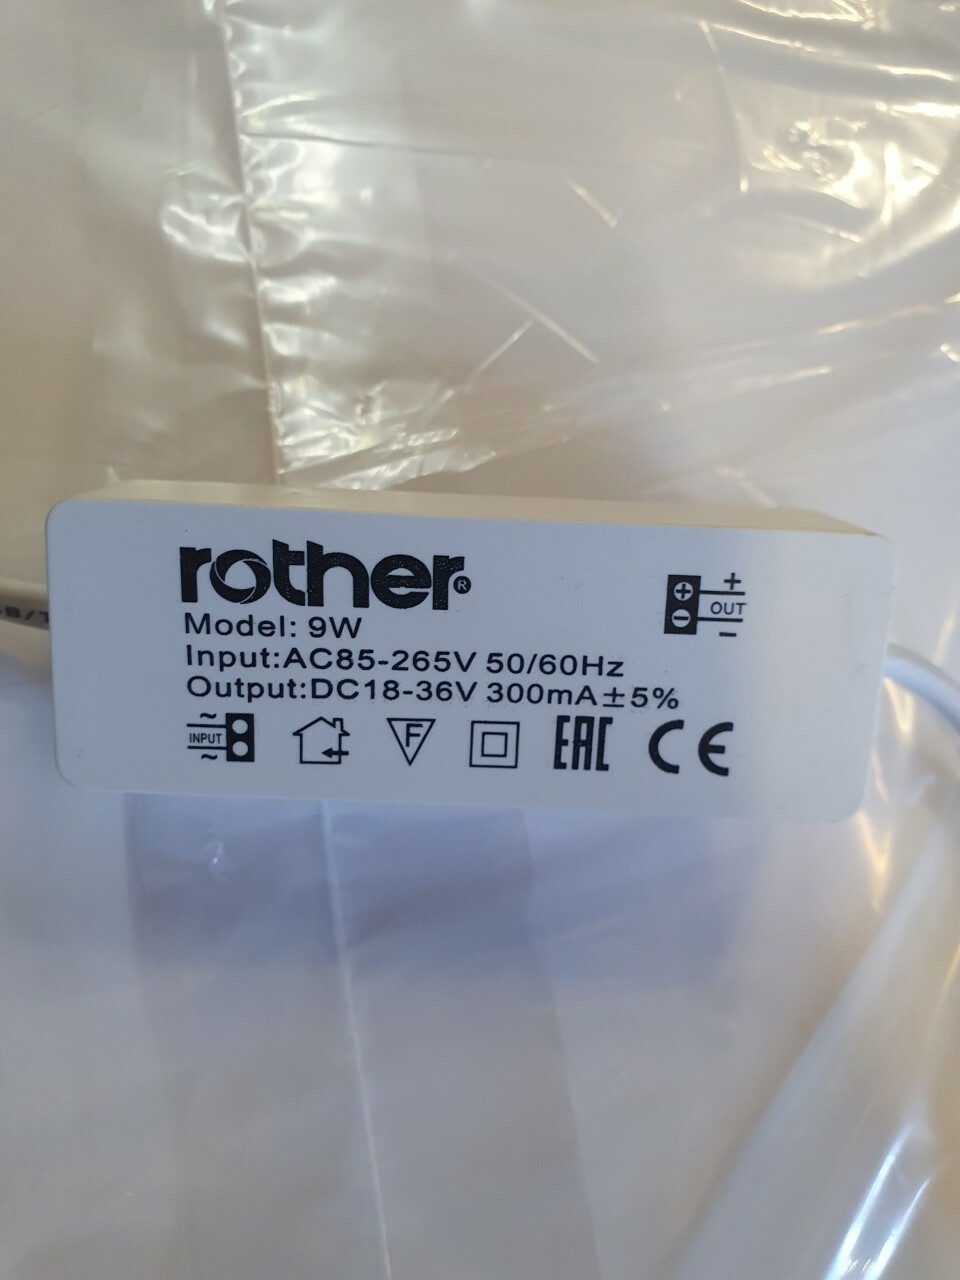 rother®
Model: 9W
Input:AC85-265V 50/60Hz
Output:DC18-36V 300mA±5%
+
OUT
−
~
INPUT
~
F
EAC
CE